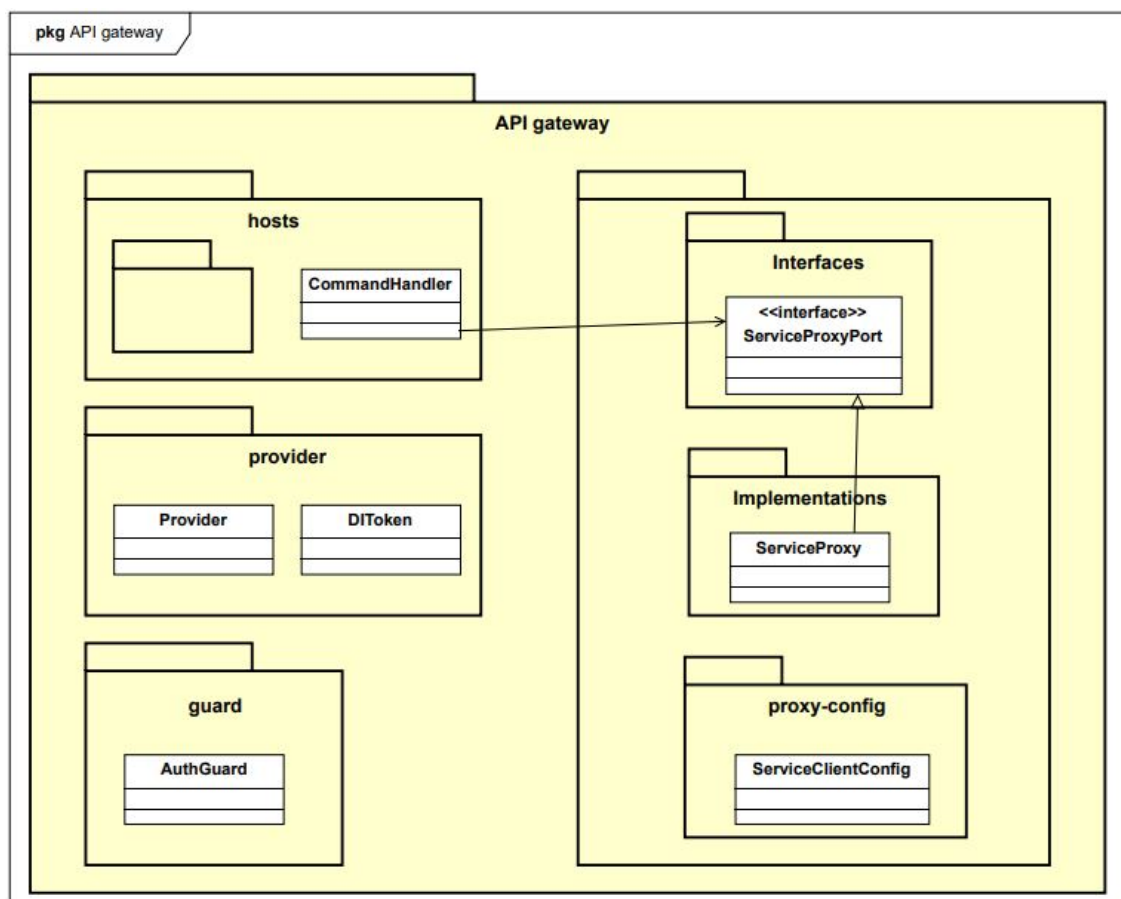 pkg API gateway
API gateway
hosts
CommandHandler
Interfaces
<<interface>>
ServiceProxyPort
provider
Provider
DIToken
Implementations
ServiceProxy
guard
AuthGuard
proxy-config
ServiceClientConfig